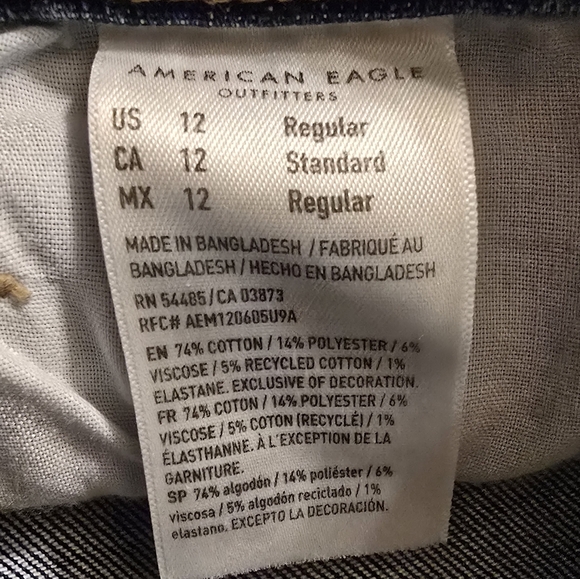 AMERICAN EAGLE
OUTFITTERS
US 12 Regular
CA 12 Standard
MX 12 Regular
MADE IN BANGLADESH / FABRIQUÉ AU
BANGLADESH / HECHO EN BANGLADESH
RN 54485 / CA 03873
RFC# AEM120605U9A
EN 74% COTTON / 14% POLYESTER / 6%
VISCOSE / 5% RECYCLED COTTON / 1%
ELASTANE. EXCLUSIVE OF DECORATION.
FR 74% COTON / 14% POLYESTER / 6%
VISCOSE / 5% COTON (RECYCLÉ) / 1%
ÉLASTHANNE. À L'EXCEPTION DE LA
GARNITURE.
SP 74% algodón / 14% poliéster / 6%
viscosa / 5% algodón reciclado / 1%
elastano. EXCEPTO LA DECORACIÓN.